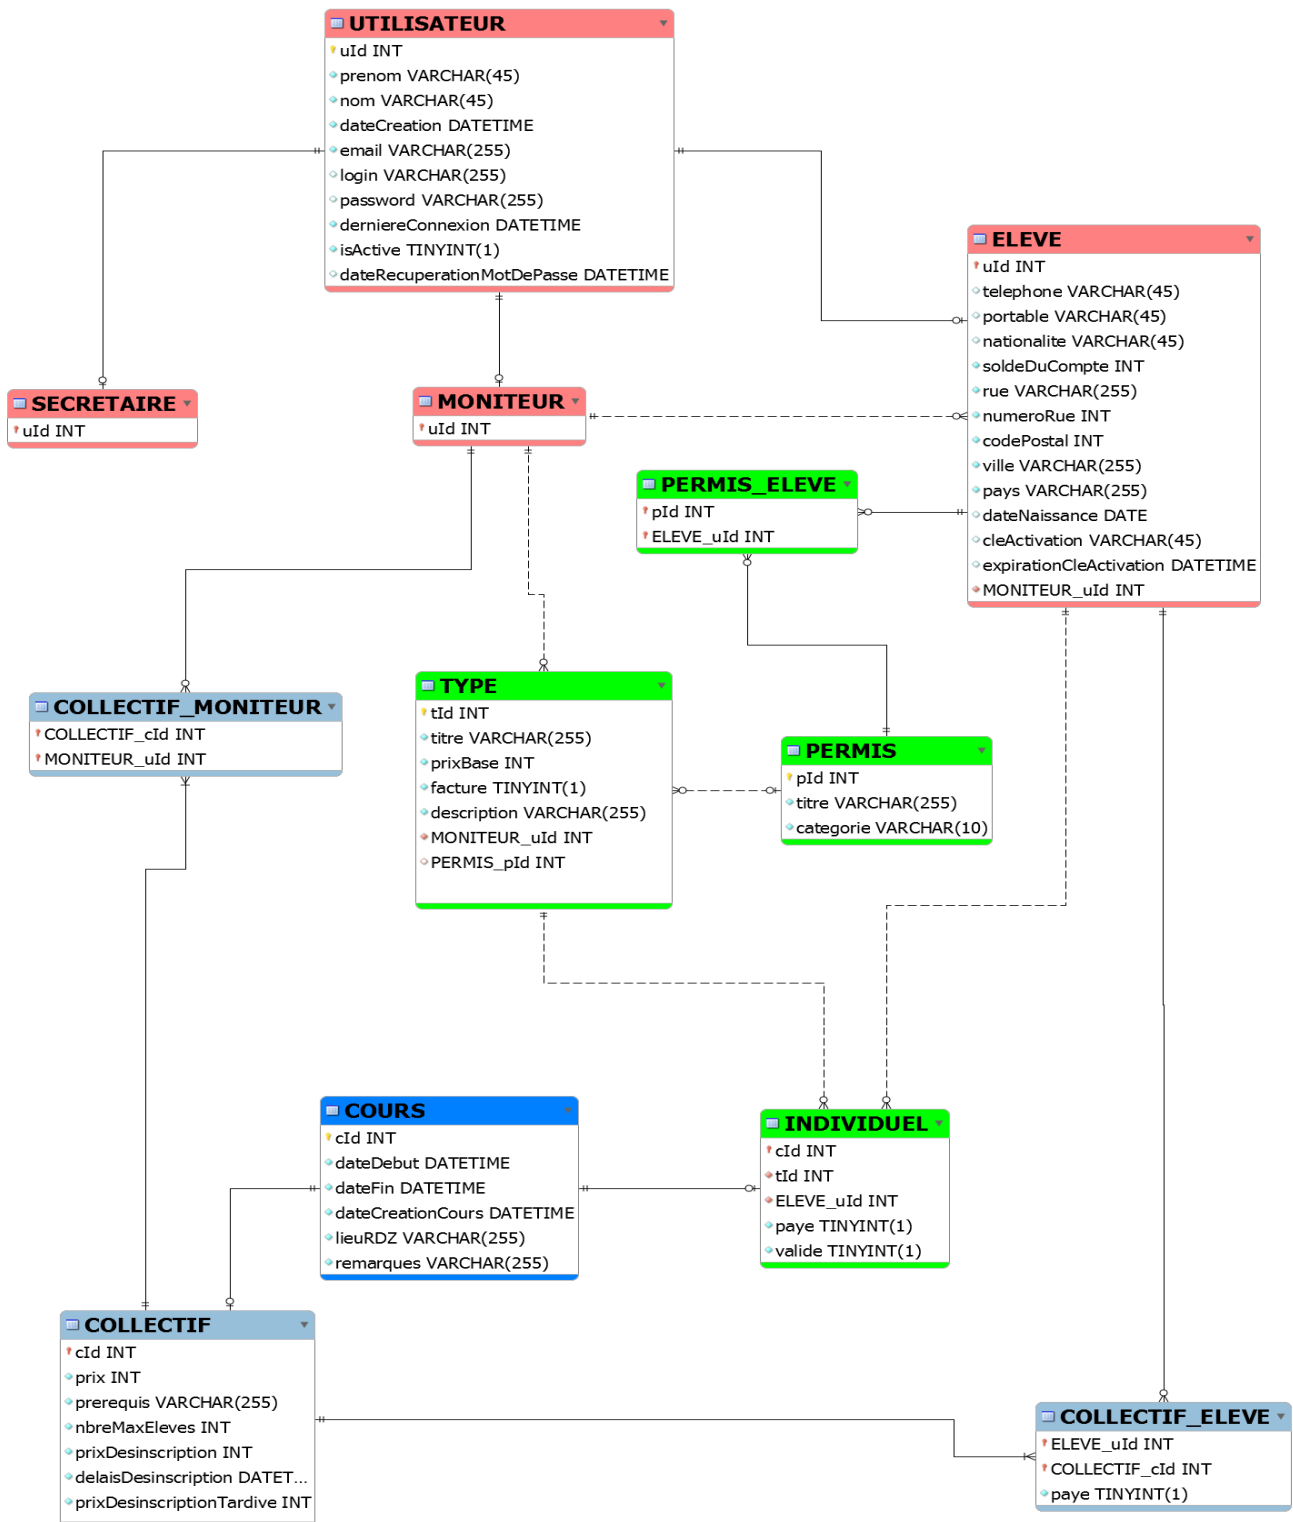 UTILISATEUR
uId INT
prenom VARCHAR(45)
nom VARCHAR(45)
dateCreation DATETIME
email VARCHAR(255)
login VARCHAR(255)
password VARCHAR(255)
derniereConnexion DATETIME
isActive TINYINT(1)
dateRecuperationMotDePasse DATETIME
ELEVE
uId INT
telephone VARCHAR(45)
portable VARCHAR(45)
nationalite VARCHAR(45)
soldeDuCompte INT
rue VARCHAR(255)
numeroRue INT
codePostal INT
ville VARCHAR(255)
pays VARCHAR(255)
dateNaissance DATE
cleActivation VARCHAR(45)
expirationCleActivation DATETIME
MONITEUR_uId INT
SECRETAIRE
uId INT
MONITEUR
uId INT
PERMIS_ELEVE
pId INT
ELEVE_uId INT
TYPE
tId INT
titre VARCHAR(255)
prixBase INT
facture TINYINT(1)
description VARCHAR(255)
MONITEUR_uId INT
PERMIS_pId INT
COLLECTIF_MONITEUR
COLLECTIF_cId INT
MONITEUR_uId INT
PERMIS
pId INT
titre VARCHAR(255)
categorie VARCHAR(10)
COURS
cId INT
dateDebut DATETIME
dateFin DATETIME
dateCreationCours DATETIME
lieuRDZ VARCHAR(255)
remarques VARCHAR(255)
INDIVIDUEL
cId INT
tId INT
ELEVE_uId INT
paye TINYINT(1)
valide TINYINT(1)
COLLECTIF
cId INT
prix INT
prerequis VARCHAR(255)
nbreMaxEleves INT
prixDesinscription INT
delaisDesinscription DATET...
prixDesinscriptionTardive INT
COLLECTIF_ELEVE
ELEVE_uId INT
COLLECTIF_cId INT
paye TINYINT(1)